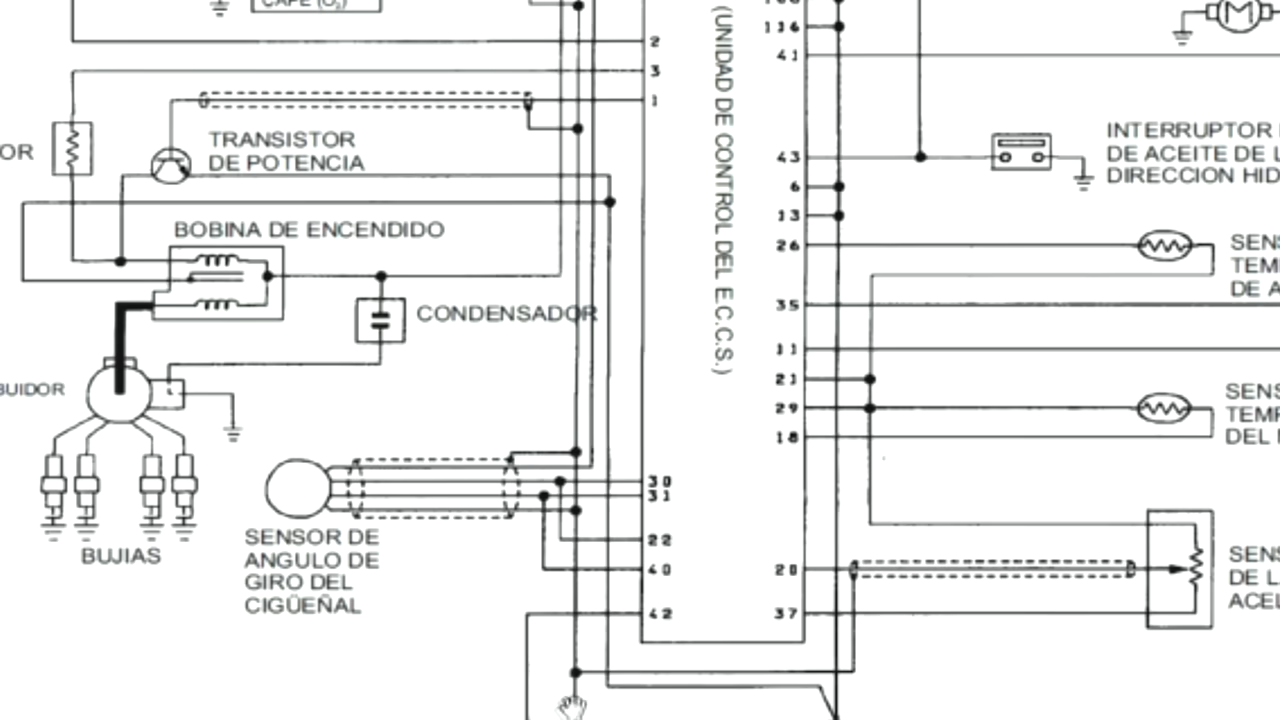 CAPE (O₂)
116
2
41
3
1
TRANSISTOR
DE POTENCIA
OR
(UNIDAD DE CONTROL DEL E.C.C.S.)
43
INTERRUPTOR
DE ACEITE DE L
DIRECCION HID
6
13
BOBINA DE ENCENDIDO
26
SENS
TEM
DE A
35
CONDENSADOR
11
21
BUIDOR
29
18
SENS
TEMP
DEL
30
31
22
40
42
SENSOR DE
ANGULO DE
GIRO DEL
CIGÜEÑAL
BUJIAS
20
37
SENS
DE L
ACEL
M